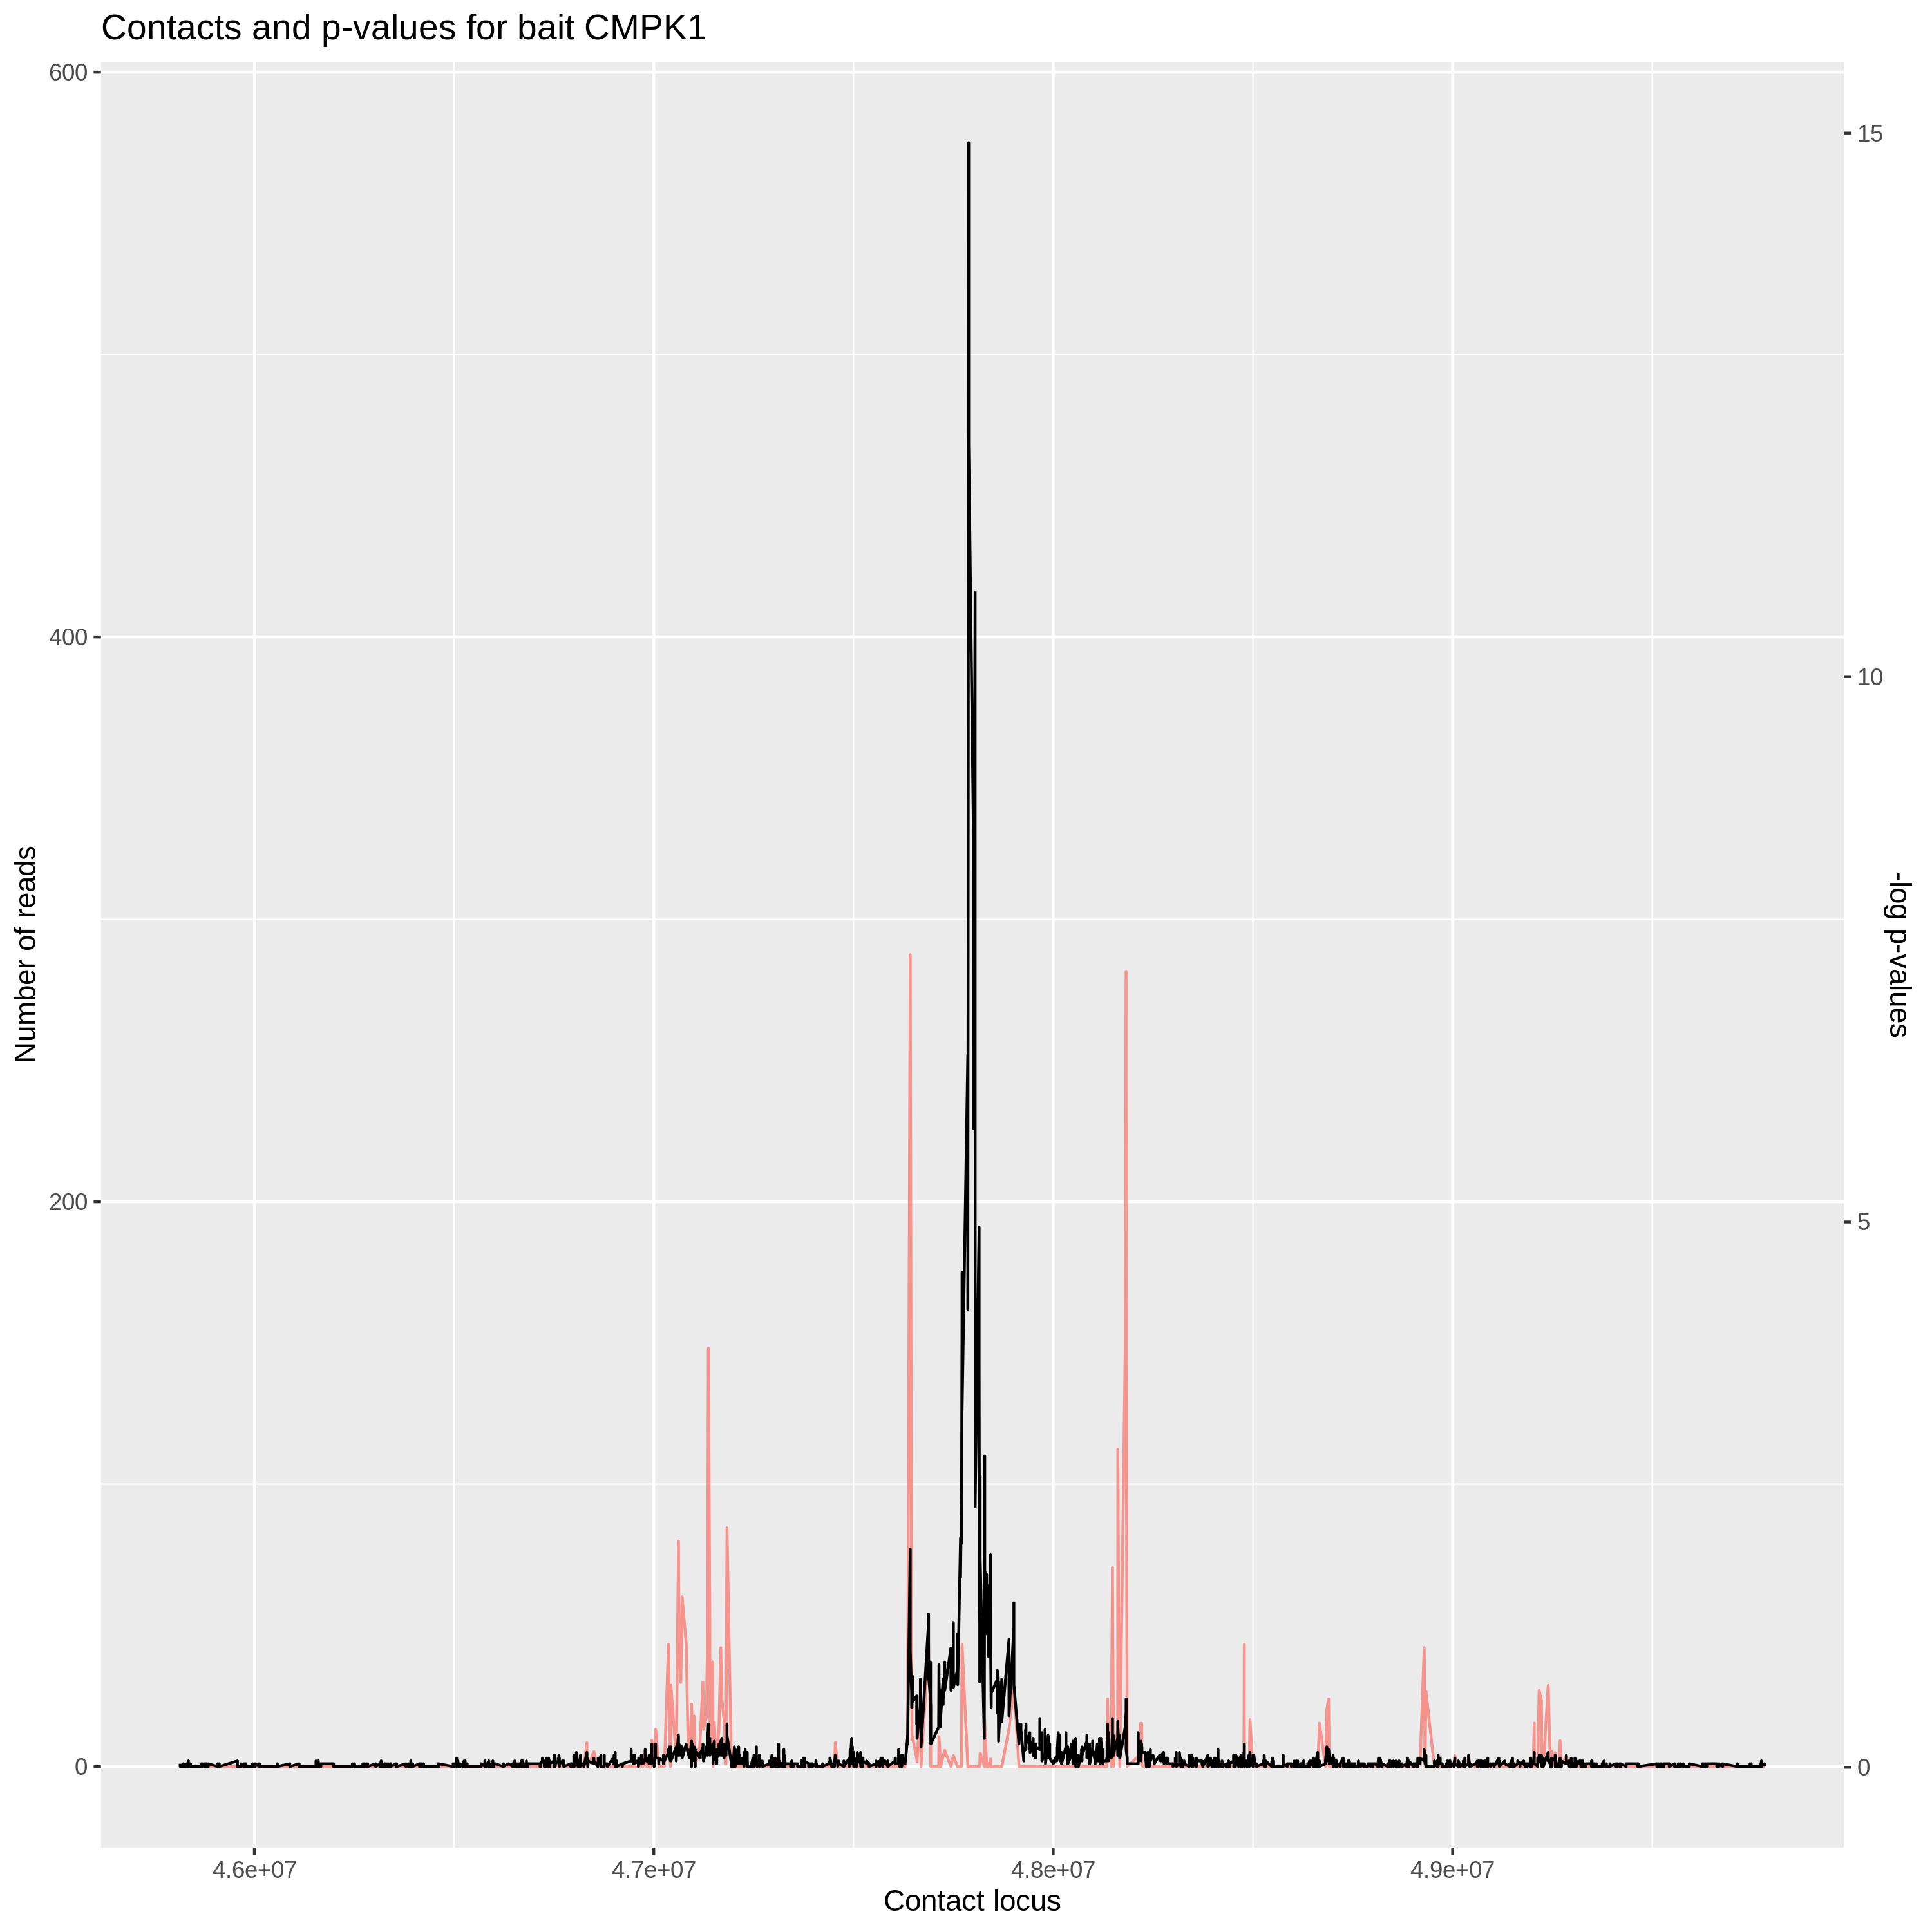 Contacts and p-values for bait CMPK1
600
400
200
0
Number of reads
15
10
5
0
-log p-values
4.6e+07
4.7e+07
4.8e+07
4.9e+07
Contact locus